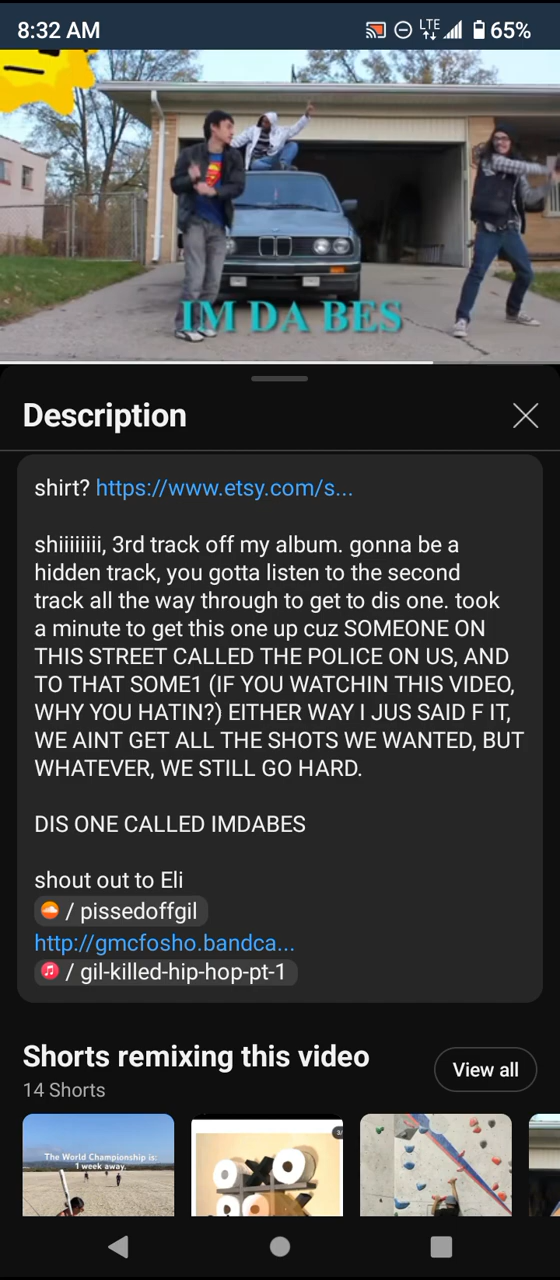 8:32 AM LTE 65%
IM DA BES
Description
shirt? https://www.etsy.com/s...
shiiiiiiii, 3rd track off my album. gonna be a
hidden track, you gotta listen to the second
track all the way through to get to dis one. took
a minute to get this one up cuz SOMEONE ON
THIS STREET CALLED THE POLICE ON US, AND
TO THAT SOME1 (IF YOU WATCHIN THIS VIDEO,
WHY YOU HATIN?) EITHER WAY I JUS SAID F IT,
WE AINT GET ALL THE SHOTS WE WANTED, BUT
WHATEVER, WE STILL GO HARD.
DIS ONE CALLED IMDABES
shout out to Eli
/ pissedoffgil
http://gmcfosho.bandca...
/ gil-killed-hip-hop-pt-1
Shorts remixing this video
View all
14 Shorts
The World Championship is:
1 week away.